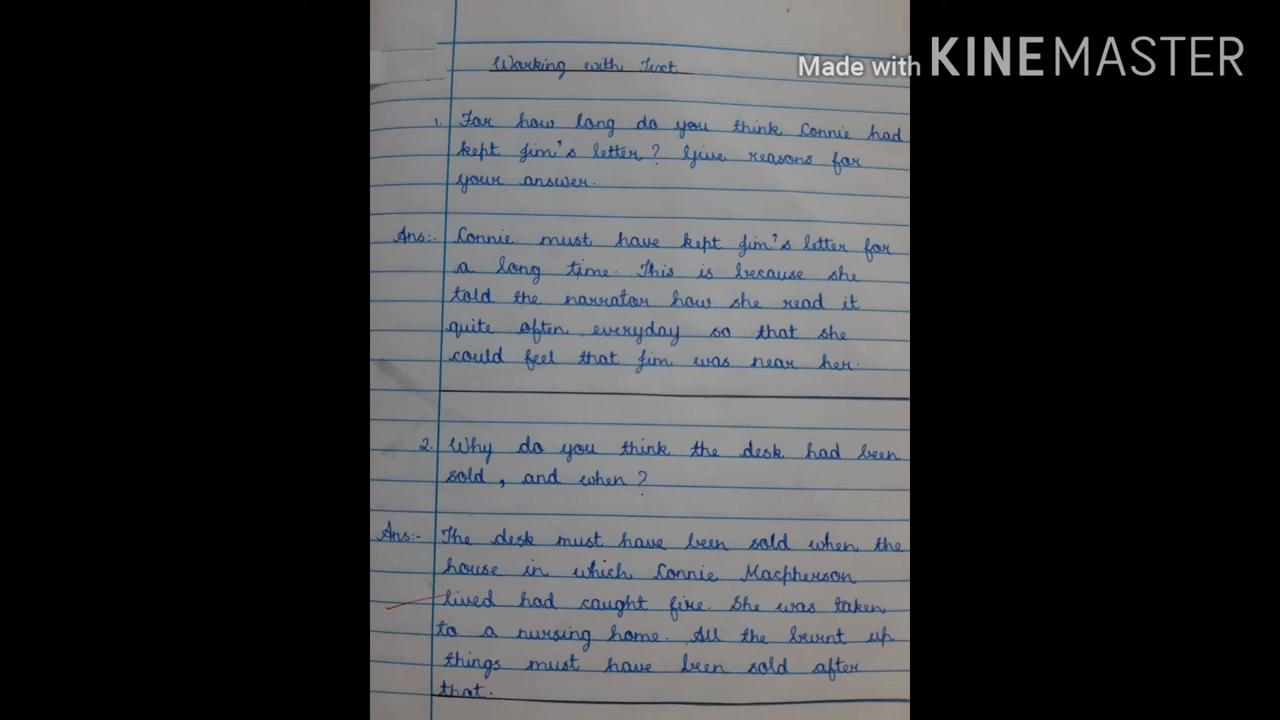 Made with KINEMASTER
Working with Text
1. For how long do you think Connie had
kept Jim's letter? Give reasons for
your answer.
Ans:- Connie must have kept Jim's letter for
a long time. This is because she
told the narrator how she read it
quite often everyday so that she
could feel that Jim was near her.
2. Why do you think the desk had been
sold, and when?
Ans:- The desk must have been sold when the
house in which Connie Macpherson
lived had caught fire. She was taken
to a nursing home. All the burnt up
things must have been sold after
that.